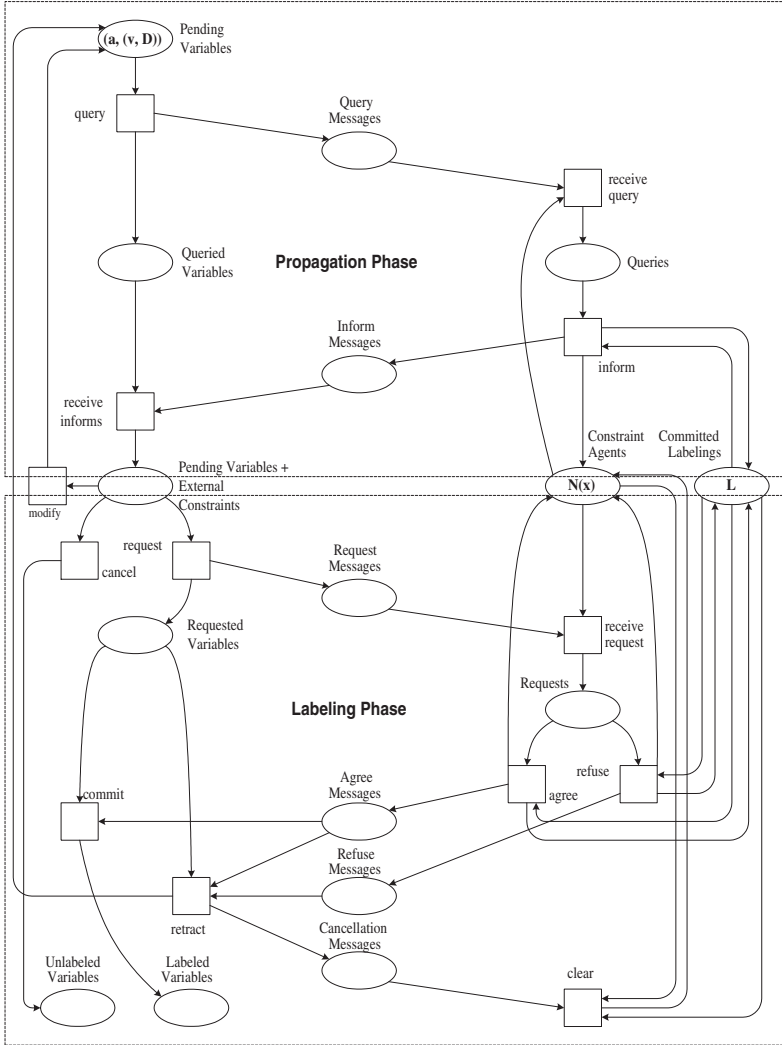 (a, (v, D))
Pending
Variables
query
Query
Messages
receive
query
Queried
Variables
Propagation Phase
Queries
Inform
Messages
inform
receive
informs
Constraint
Agents
Committed
Labelings
Pending Variables +
External
Constraints
N(x)
L
modify
request
cancel
Request
Messages
Requested
Variables
receive
request
Requests
Labeling Phase
refuse
commit
Agree
Messages
agree
Refuse
Messages
retract
Cancellation
Messages
Unlabeled
Variables
Labeled
Variables
clear